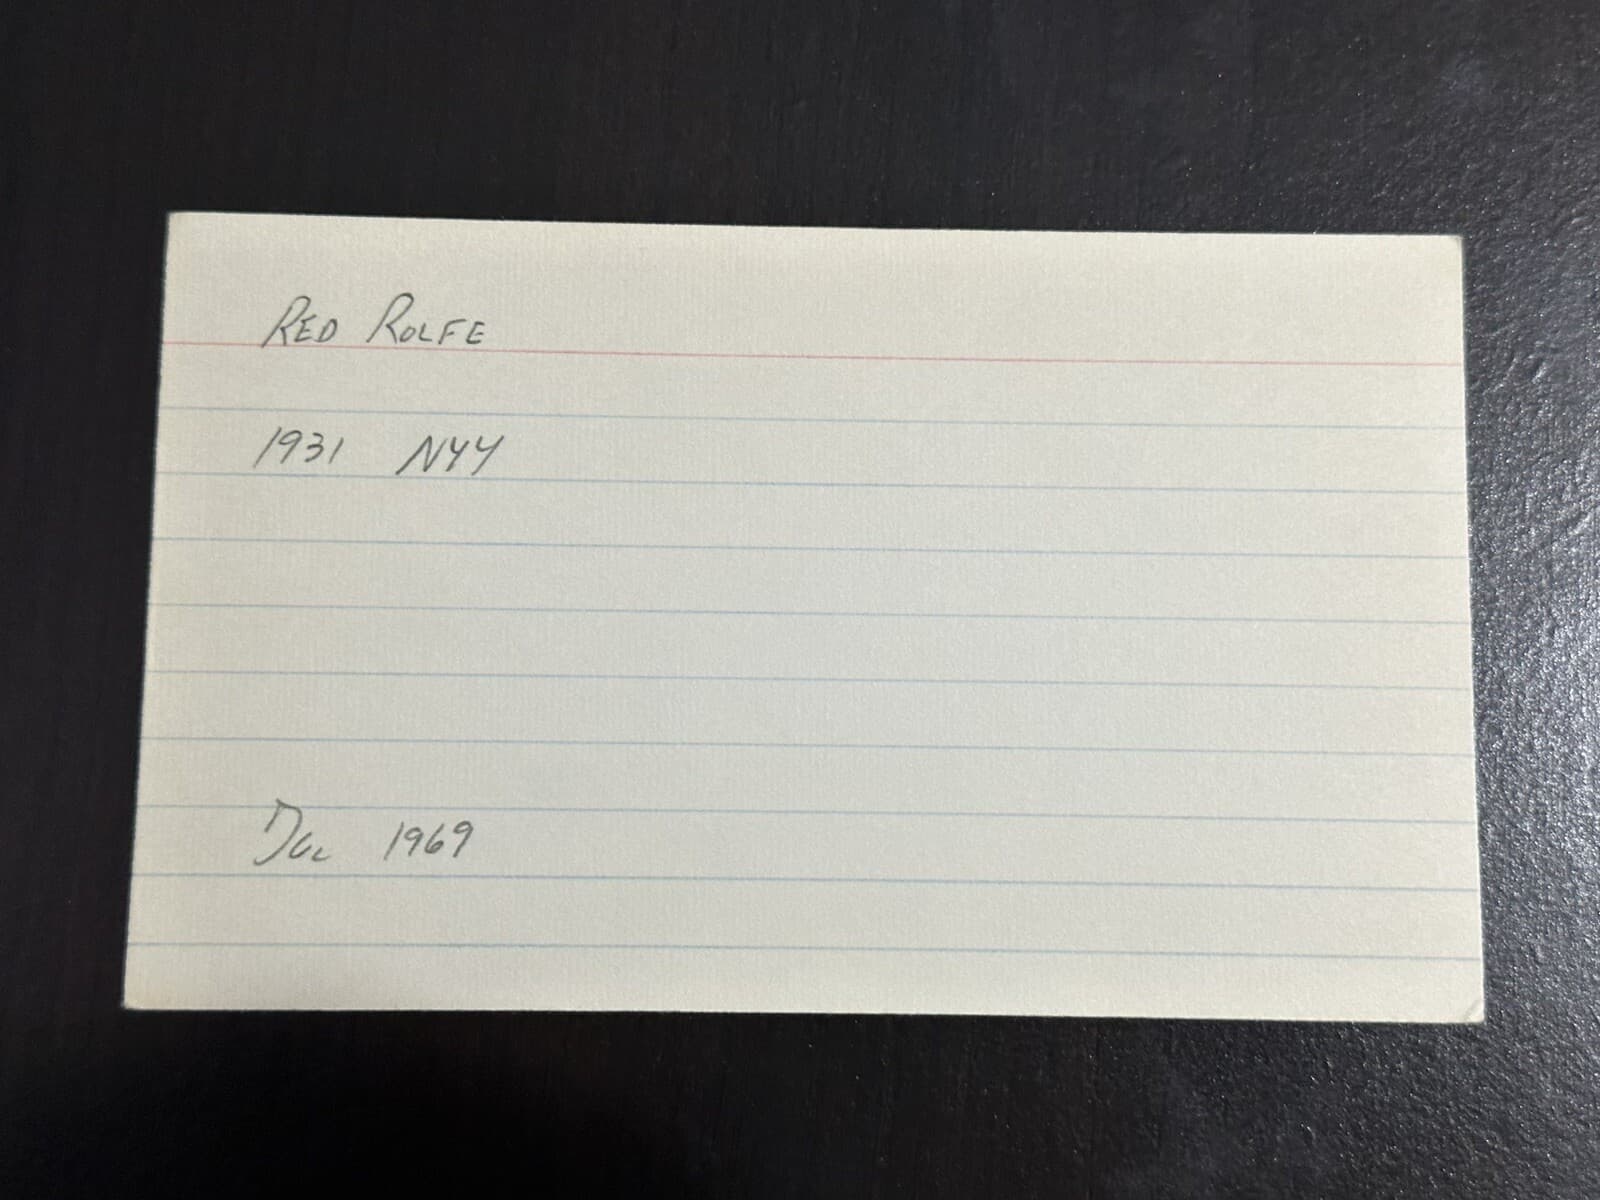 RED ROLFE
1931 NYY
JUL 1969